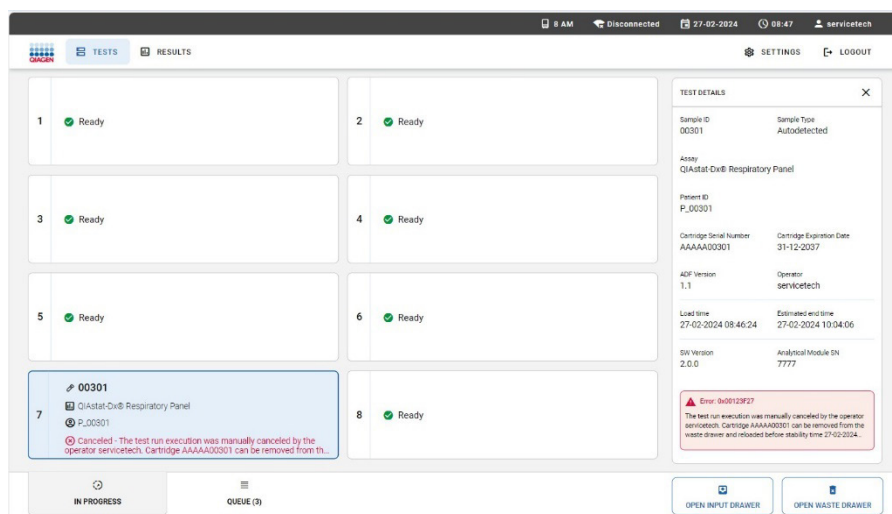 8 AM Disconnected 27-02-2024 08:47 servicetech
QIAGEN TESTS RESULTS SETTINGS LOGOUT
1 Ready
2 Ready
3 Ready
4 Ready
5 Ready
6 Ready
7
00301
QIAstat-Dx® Respiratory Panel
P_00301
Canceled - The test run execution was manually canceled by the
operator servicetech. Cartridge AAAAA00301 can be removed from th...
8 Ready
TEST DETAILS
Sample ID Sample Type
00301 Autodetected
Assay
QIAstat-Dx® Respiratory Panel
Patient ID
P_00301
Cartridge Serial Number Cartridge Expiration Date
AAAAA00301 31-12-2037
ADF Version Operator
1.1 servicetech
Load time Estimated end time
27-02-2024 08:46:24 27-02-2024 10:04:06
SW Version Analytical Module SN
2.0.0 7777
Error: 0x00123F27
The test run execution was manually canceled by the operator
servicetech. Cartridge AAAAA00301 can be removed from the
waste drawer and reloaded before stability time 27-02-2024...
IN PROGRESS
QUEUE (3)
OPEN INPUT DRAWER
OPEN WASTE DRAWER